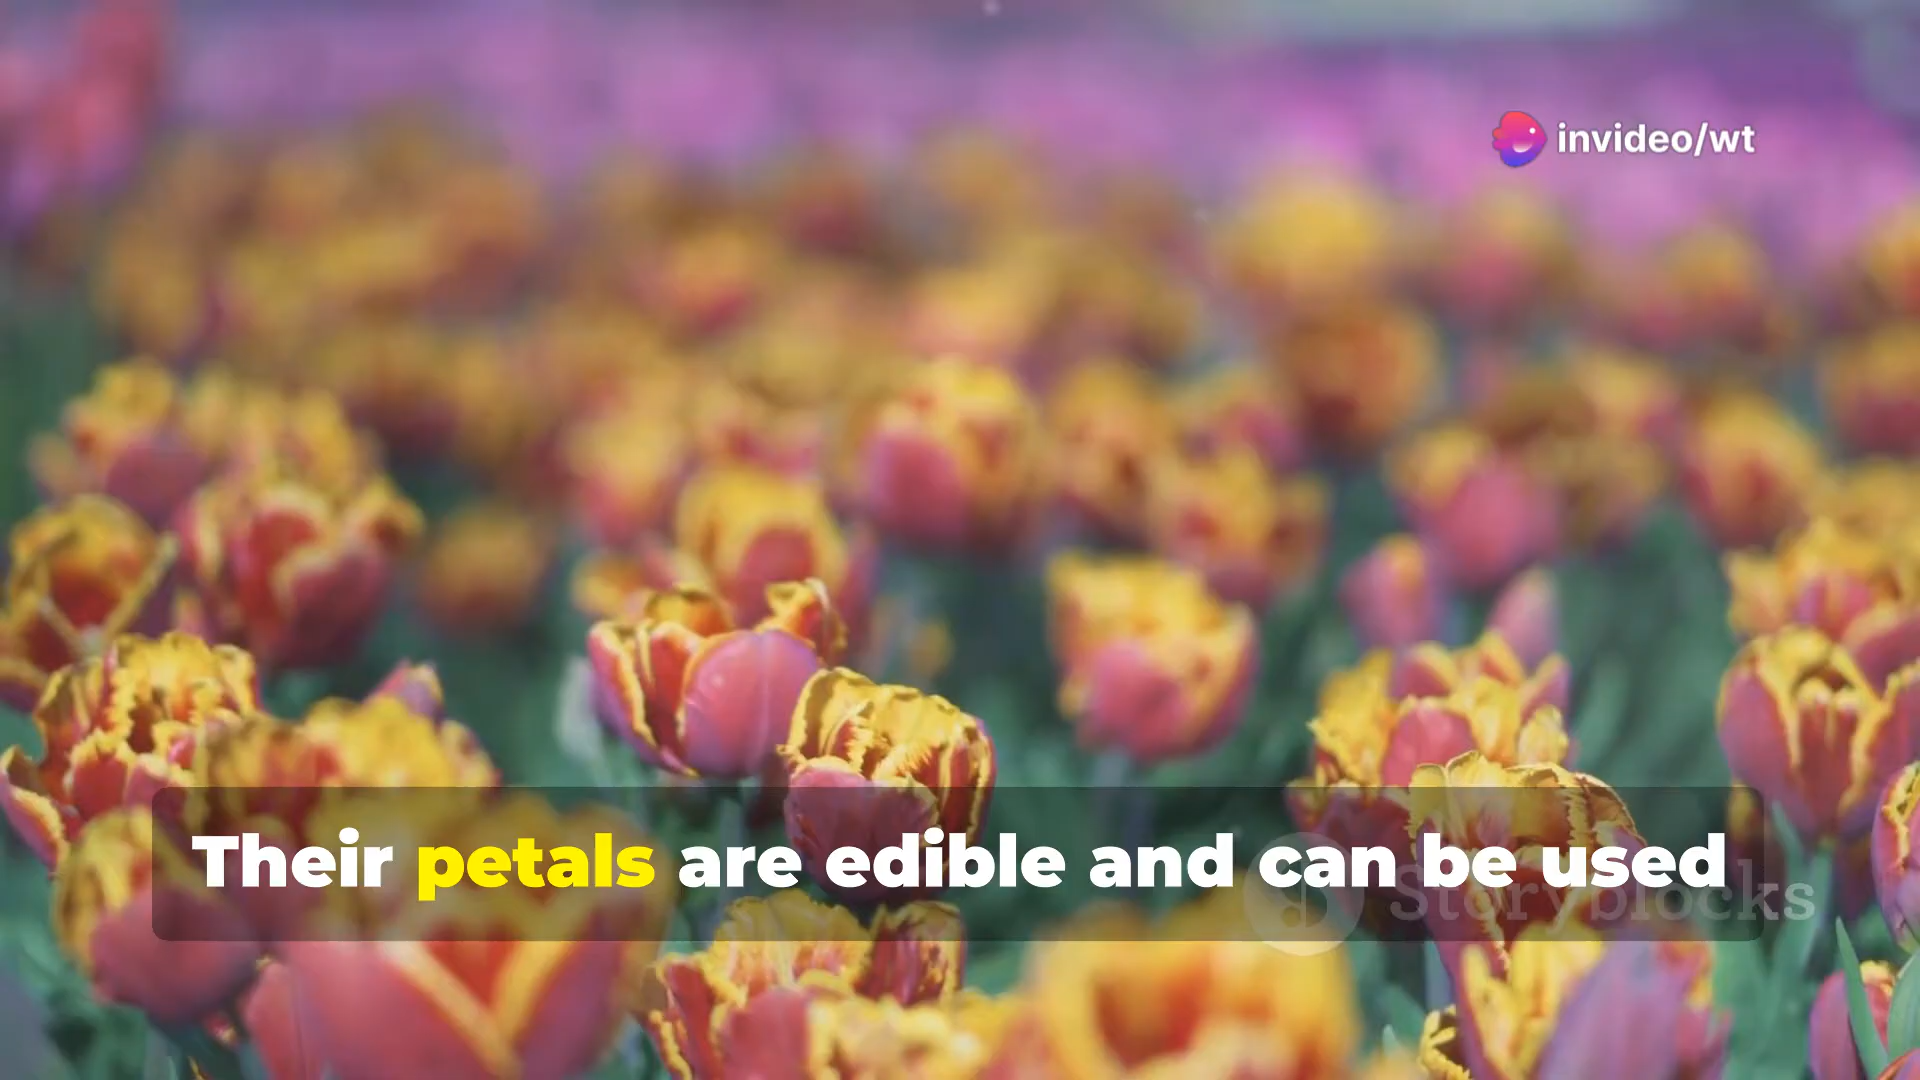 invideo/wt
Their petals are edible and can be used
Storyblocks